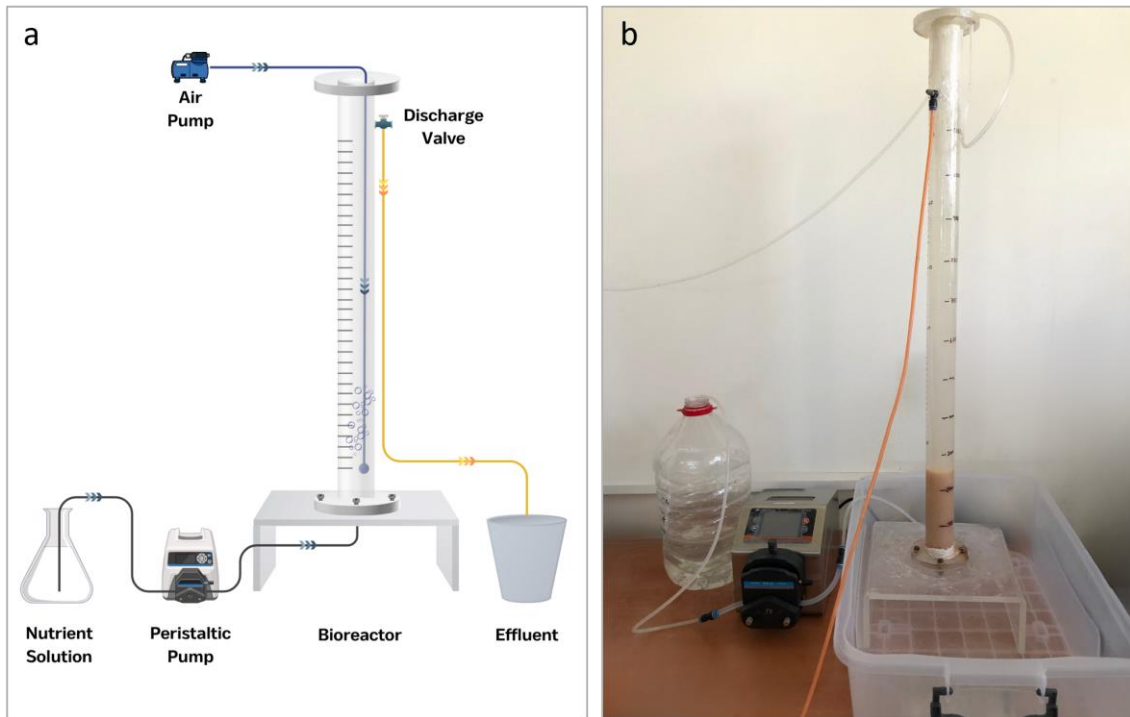 a
Air
Pump
Discharge
Valve
Nutrient
Solution
Peristaltic
Pump
Bioreactor
Effluent
b